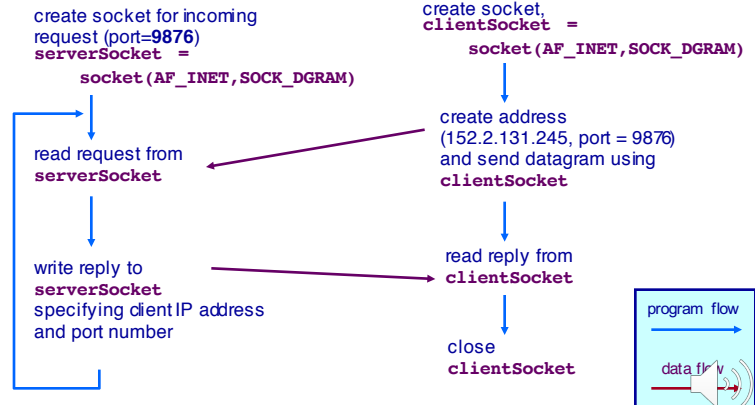 create socket for incoming
request (port=9876)
serverSocket =
socket(AF_INET,SOCK_DGRAM)
read request from
serverSocket
write reply to
serverSocket
specifying client IP address
and port number
create socket,
clientSocket =
socket(AF_INET,SOCK_DGRAM)
create address
(152.2.131.245, port = 9876)
and send datagram using
clientSocket
read reply from
clientSocket
close
clientSocket
program flow
data flow